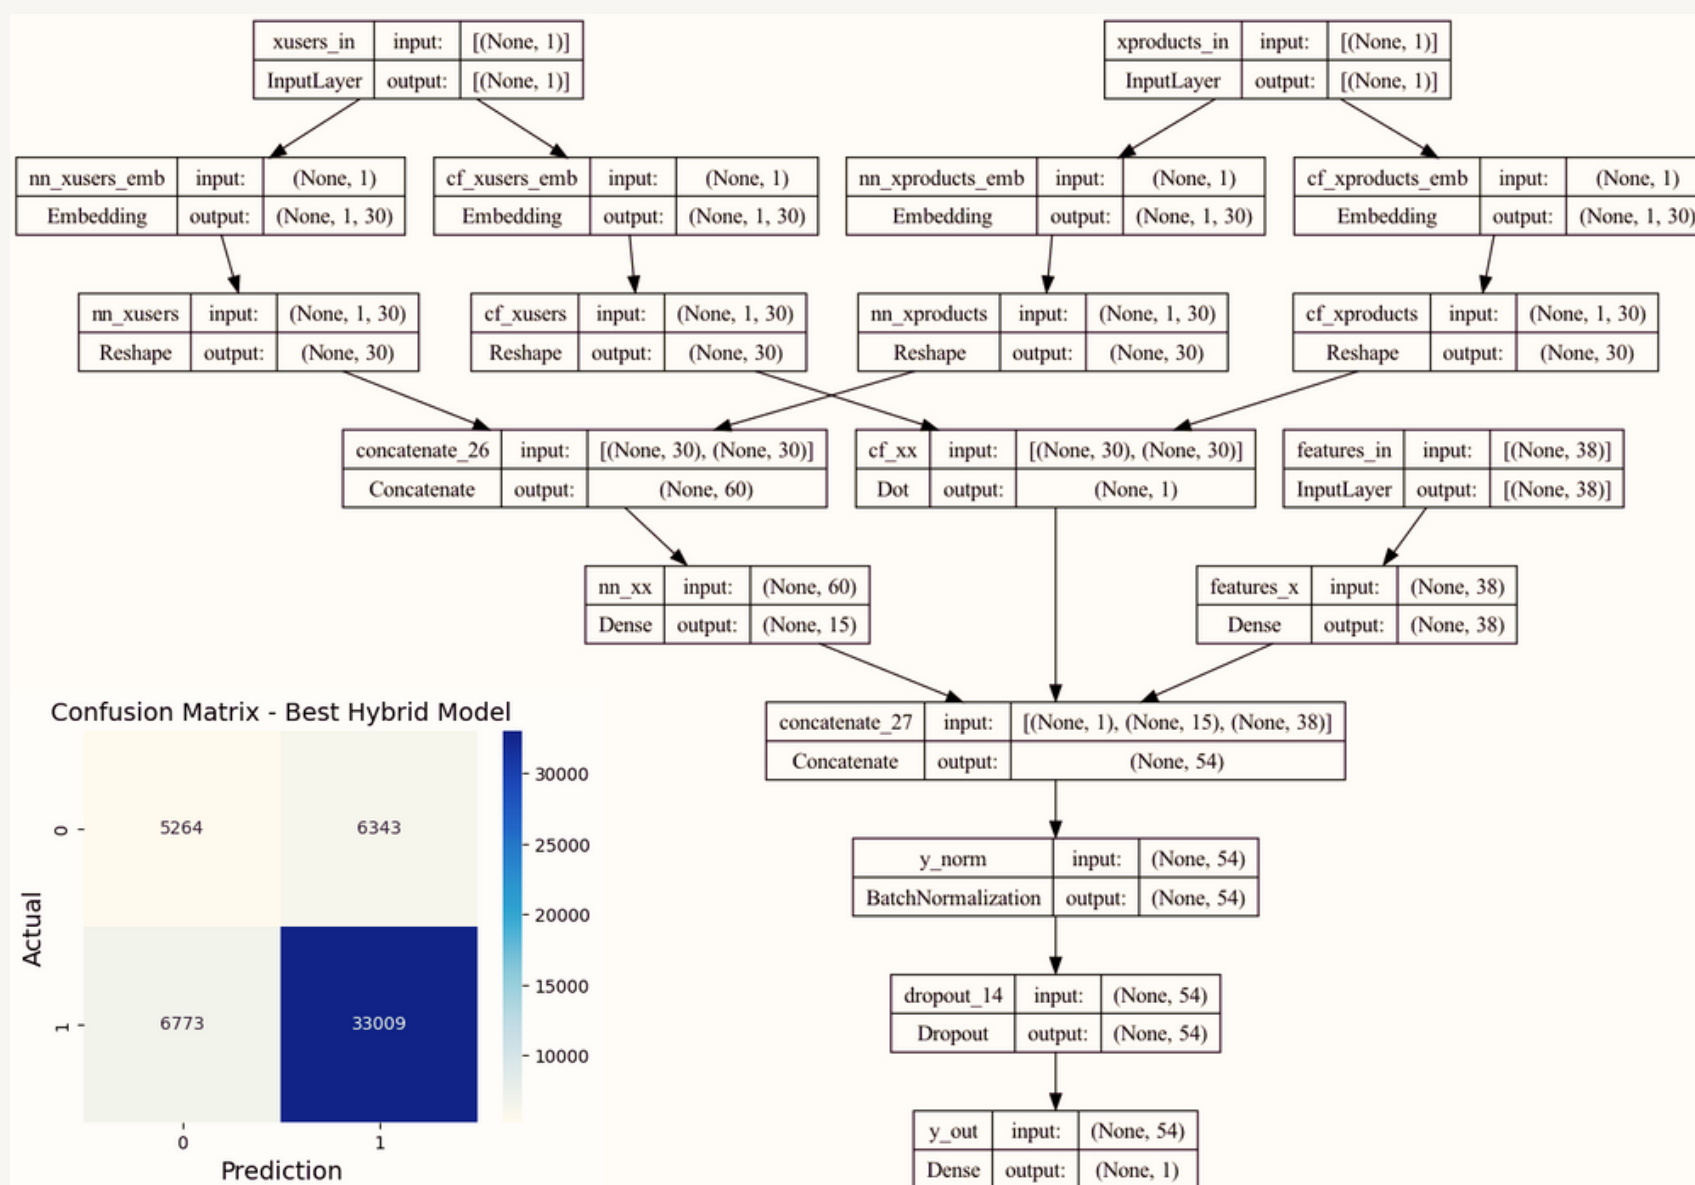 xusers_in input: [(None, 1)]
InputLayer output: [(None, 1)]
xproducts_in input: [(None, 1)]
InputLayer output: [(None, 1)]
nn_xusers_emb input: (None, 1)
Embedding output: (None, 1, 30)
cf_xusers_emb input: (None, 1)
Embedding output: (None, 1, 30)
nn_xproducts_emb input: (None, 1)
Embedding output: (None, 1, 30)
cf_xproducts_emb input: (None, 1)
Embedding output: (None, 1, 30)
nn_xusers input: (None, 1, 30)
Reshape output: (None, 30)
cf_xusers input: (None, 1, 30)
Reshape output: (None, 30)
nn_xproducts input: (None, 1, 30)
Reshape output: (None, 30)
cf_xproducts input: (None, 1, 30)
Reshape output: (None, 30)
concatenate_26 input: [(None, 30), (None, 30)]
Concatenate output: (None, 60)
cf_xx input: [(None, 30), (None, 30)]
Dot output: (None, 1)
features_in input: [(None, 38)]
InputLayer output: [(None, 38)]
nn_xx input: (None, 60)
Dense output: (None, 15)
features_x input: (None, 38)
Dense output: (None, 38)
concatenate_27 input: [(None, 1), (None, 15), (None, 38)]
Concatenate output: (None, 54)
y_norm input: (None, 54)
BatchNormalization output: (None, 54)
dropout_14 input: (None, 54)
Dropout output: (None, 54)
y_out input: (None, 54)
Dense output: (None, 1)
Confusion Matrix - Best Hybrid Model
Actual
0
5264 6343
1
6773 33009
0 1
Prediction
30000
25000
20000
15000
10000